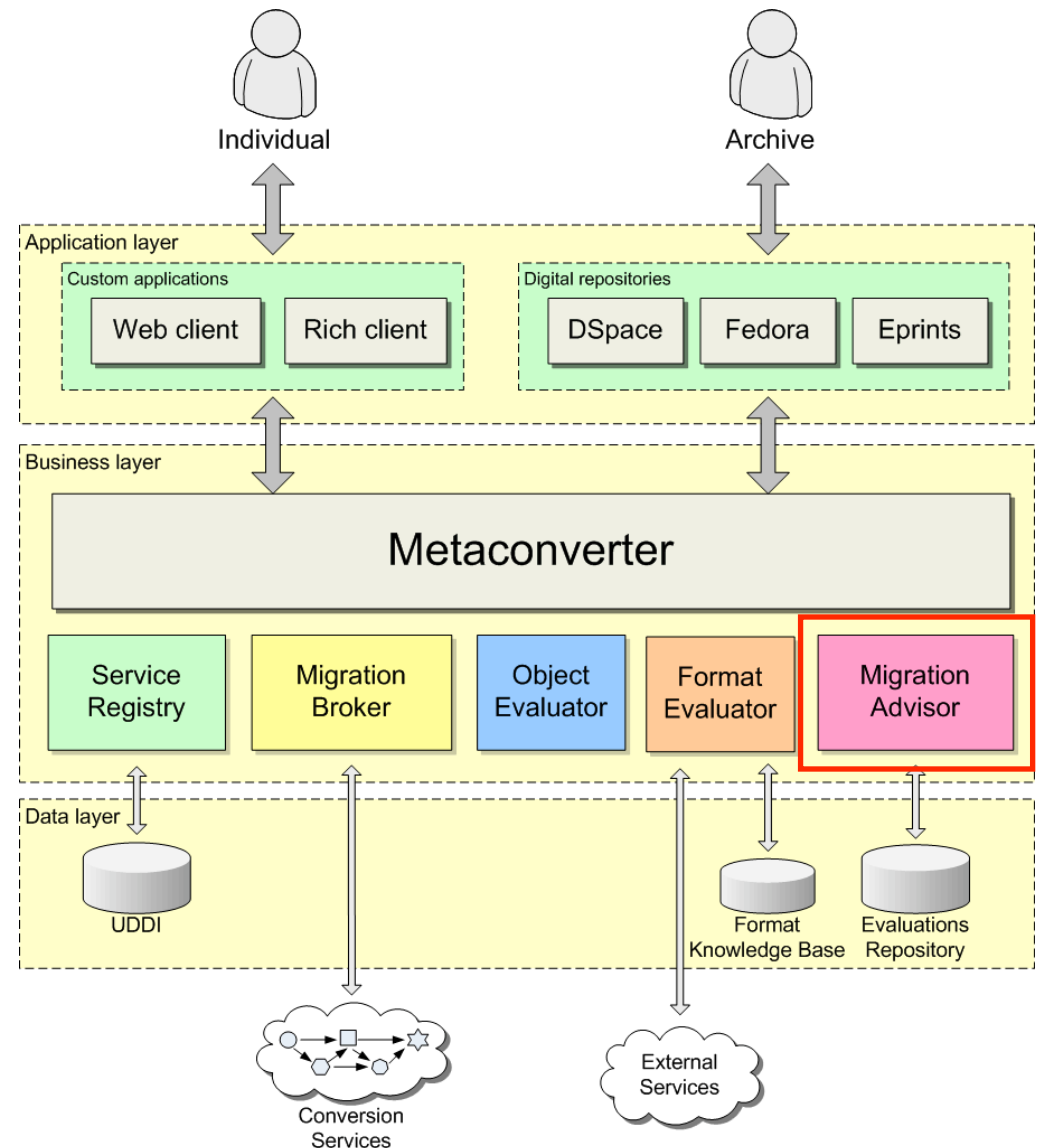 Individual
Archive
Application layer
Custom applications
Web client
Rich client
Digital repositories
DSpace
Fedora
Eprints
Business layer
Metaconverter
Service
Registry
Migration
Broker
Object
Evaluator
Format
Evaluator
Migration
Advisor
Data layer
UDDI
Format
Knowledge Base
Evaluations
Repository
Conversion
Services
External
Services